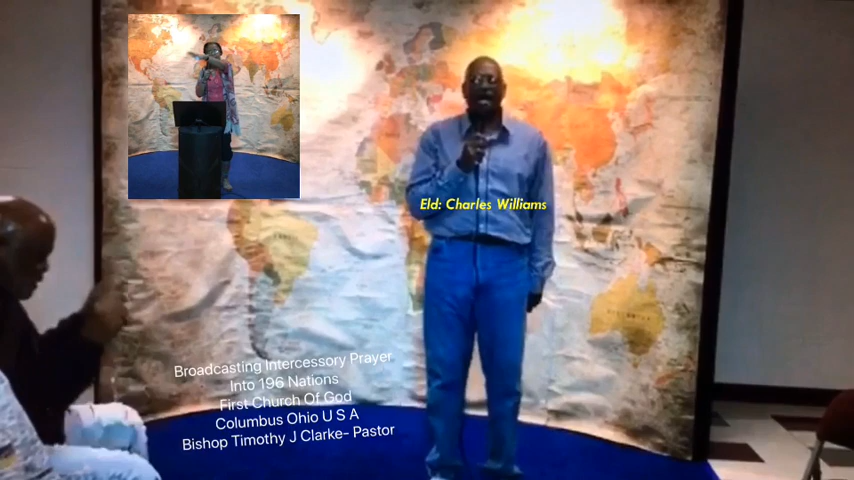 Eld: Charles Williams
Broadcasting Intercessory Prayer
Into 196 Nations
First Church Of God
Columbus Ohio U S A
Bishop Timothy J Clarke- Pastor